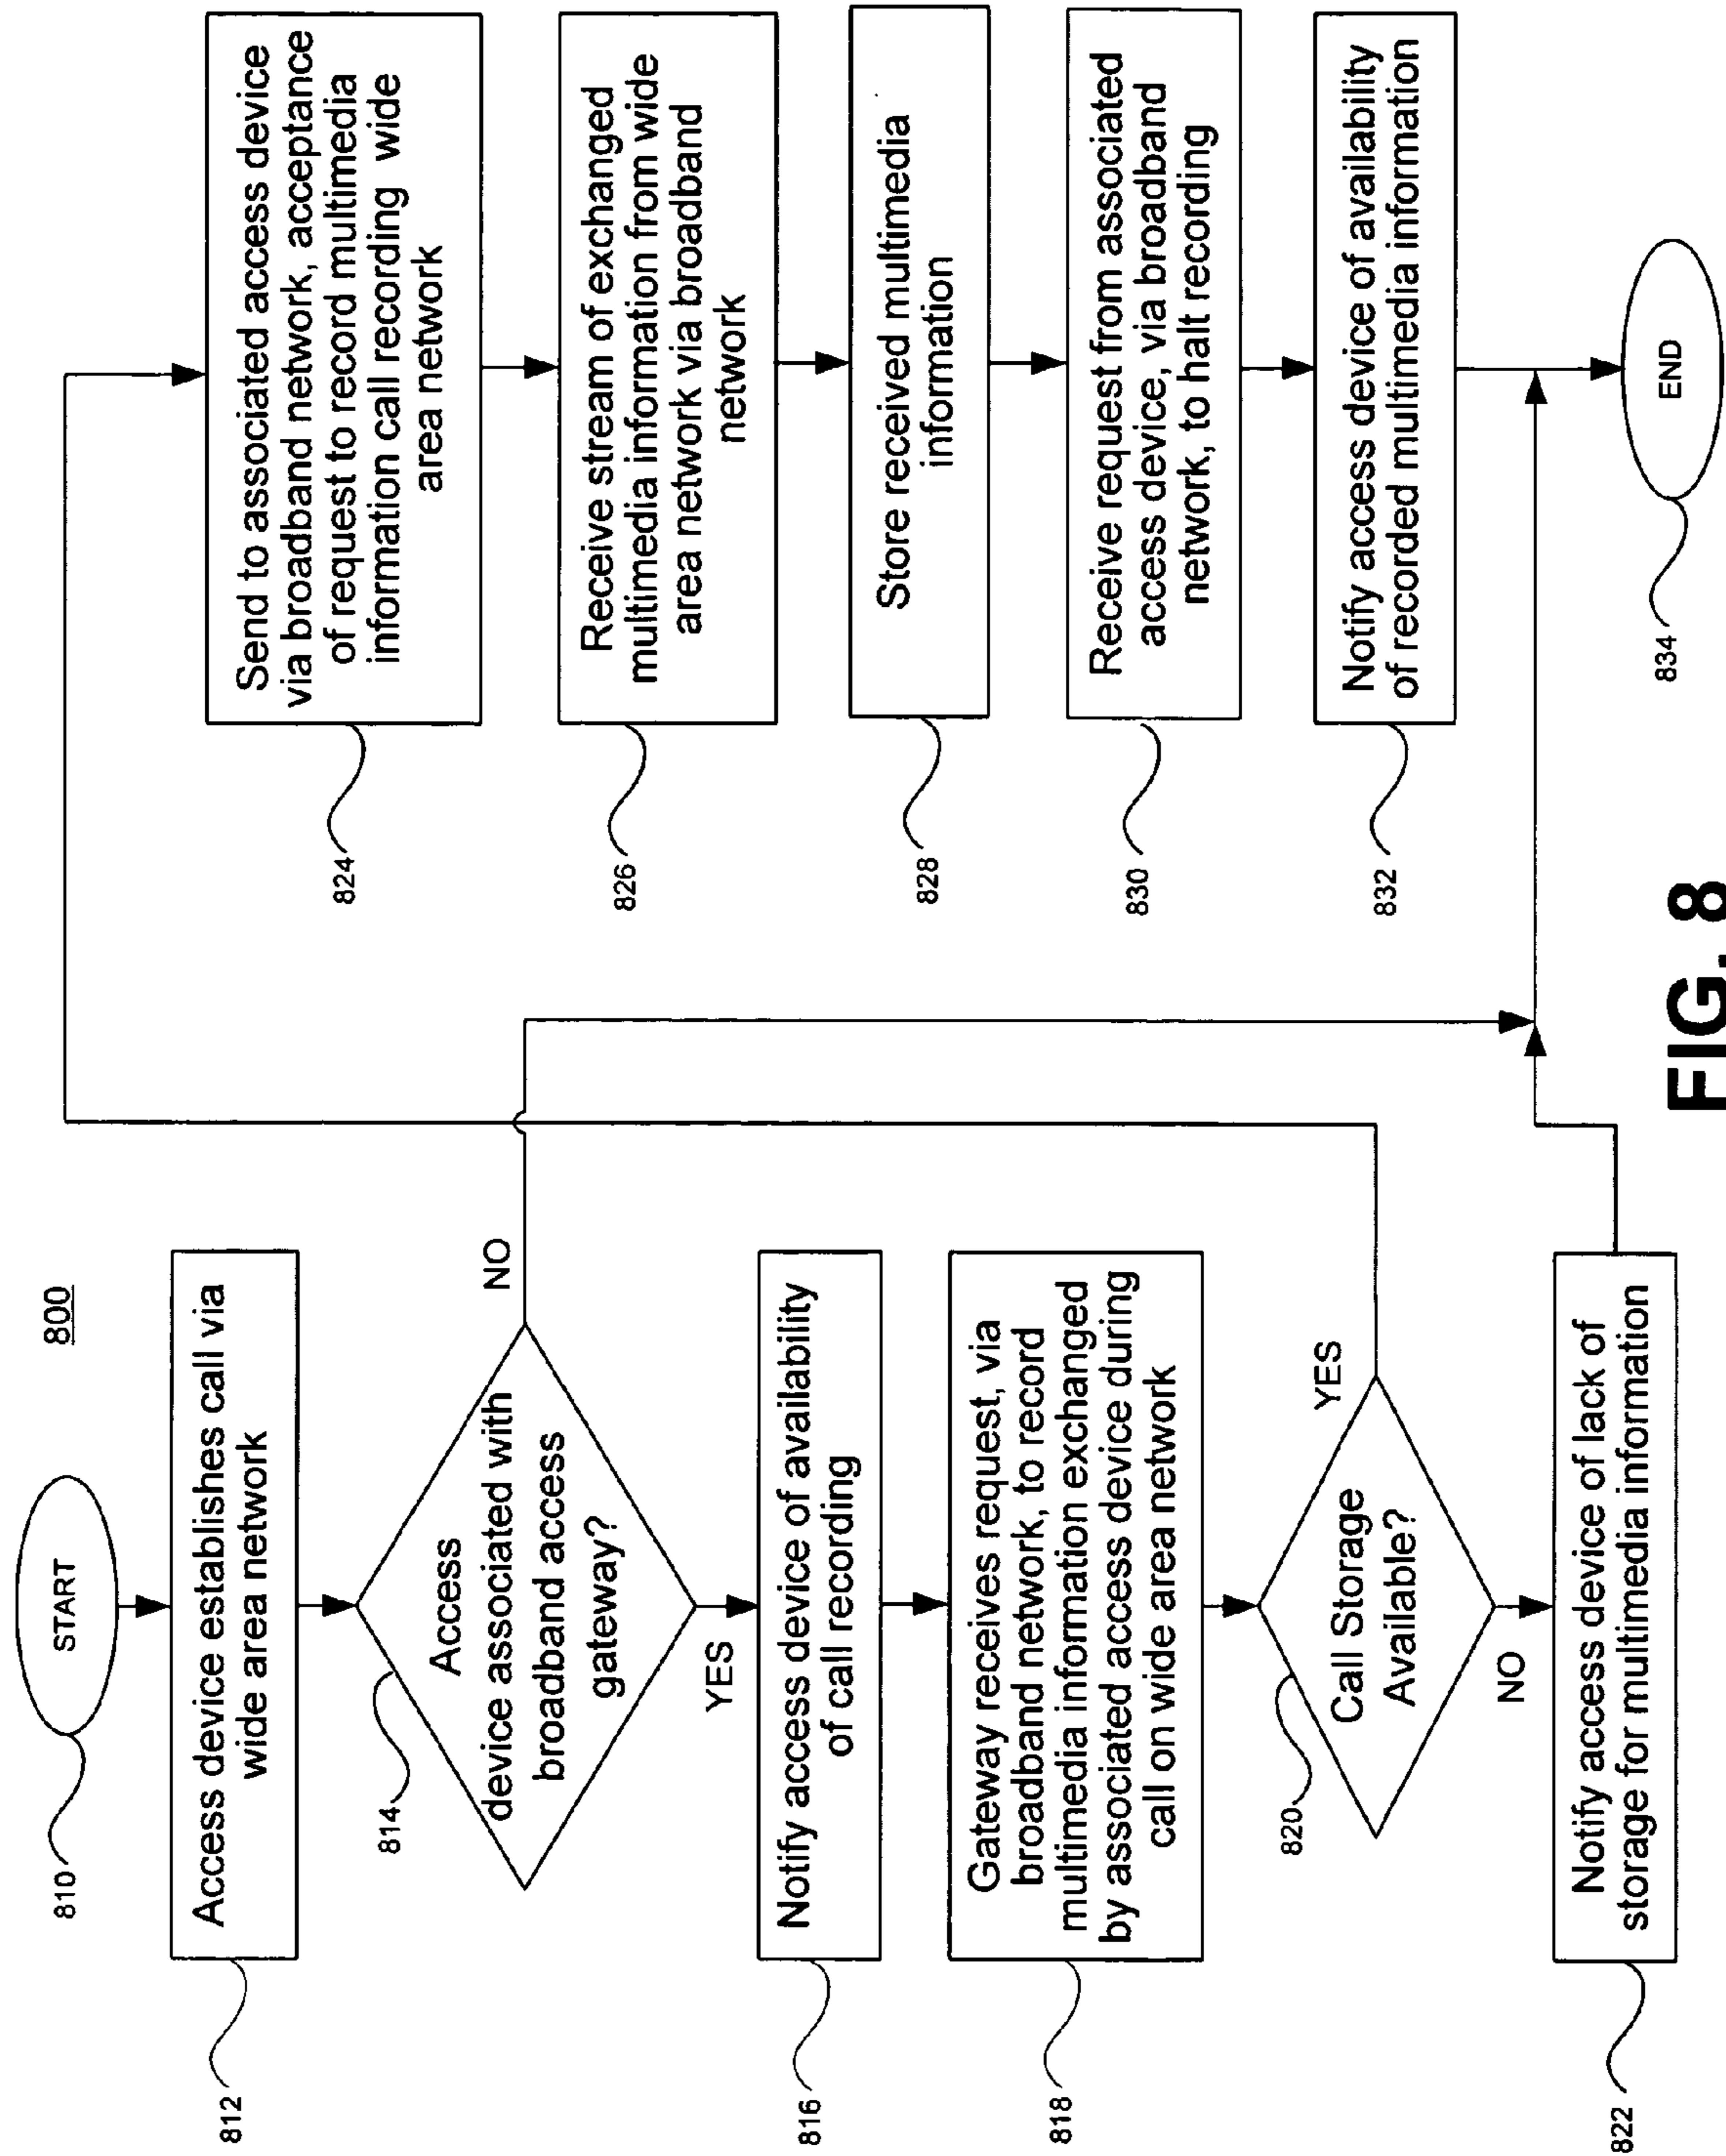 800
START
810
Access device establishes call via
wide area network
812
Access
device associated with
broadband access
gateway?
814
NO
YES
Notify access device of availability
of call recording
816
Gateway receives request, via
broadband network, to record
multimedia information exchanged
by associated access device during
call on wide area network
818
Call Storage
Available?
820
YES
NO
Notify access device of lack of
storage for multimedia information
822
Send to associated access device
via broadband network, acceptance
of request to record multimedia
information call recording wide
area network
824
Receive stream of exchanged
multimedia information from wide
area network via broadband
network
826
Store received multimedia
information
828
Receive request from associated
access device, via broadband
network, to halt recording
830
Notify access device of availability
of recorded multimedia information
832
END
834
FIG. 8